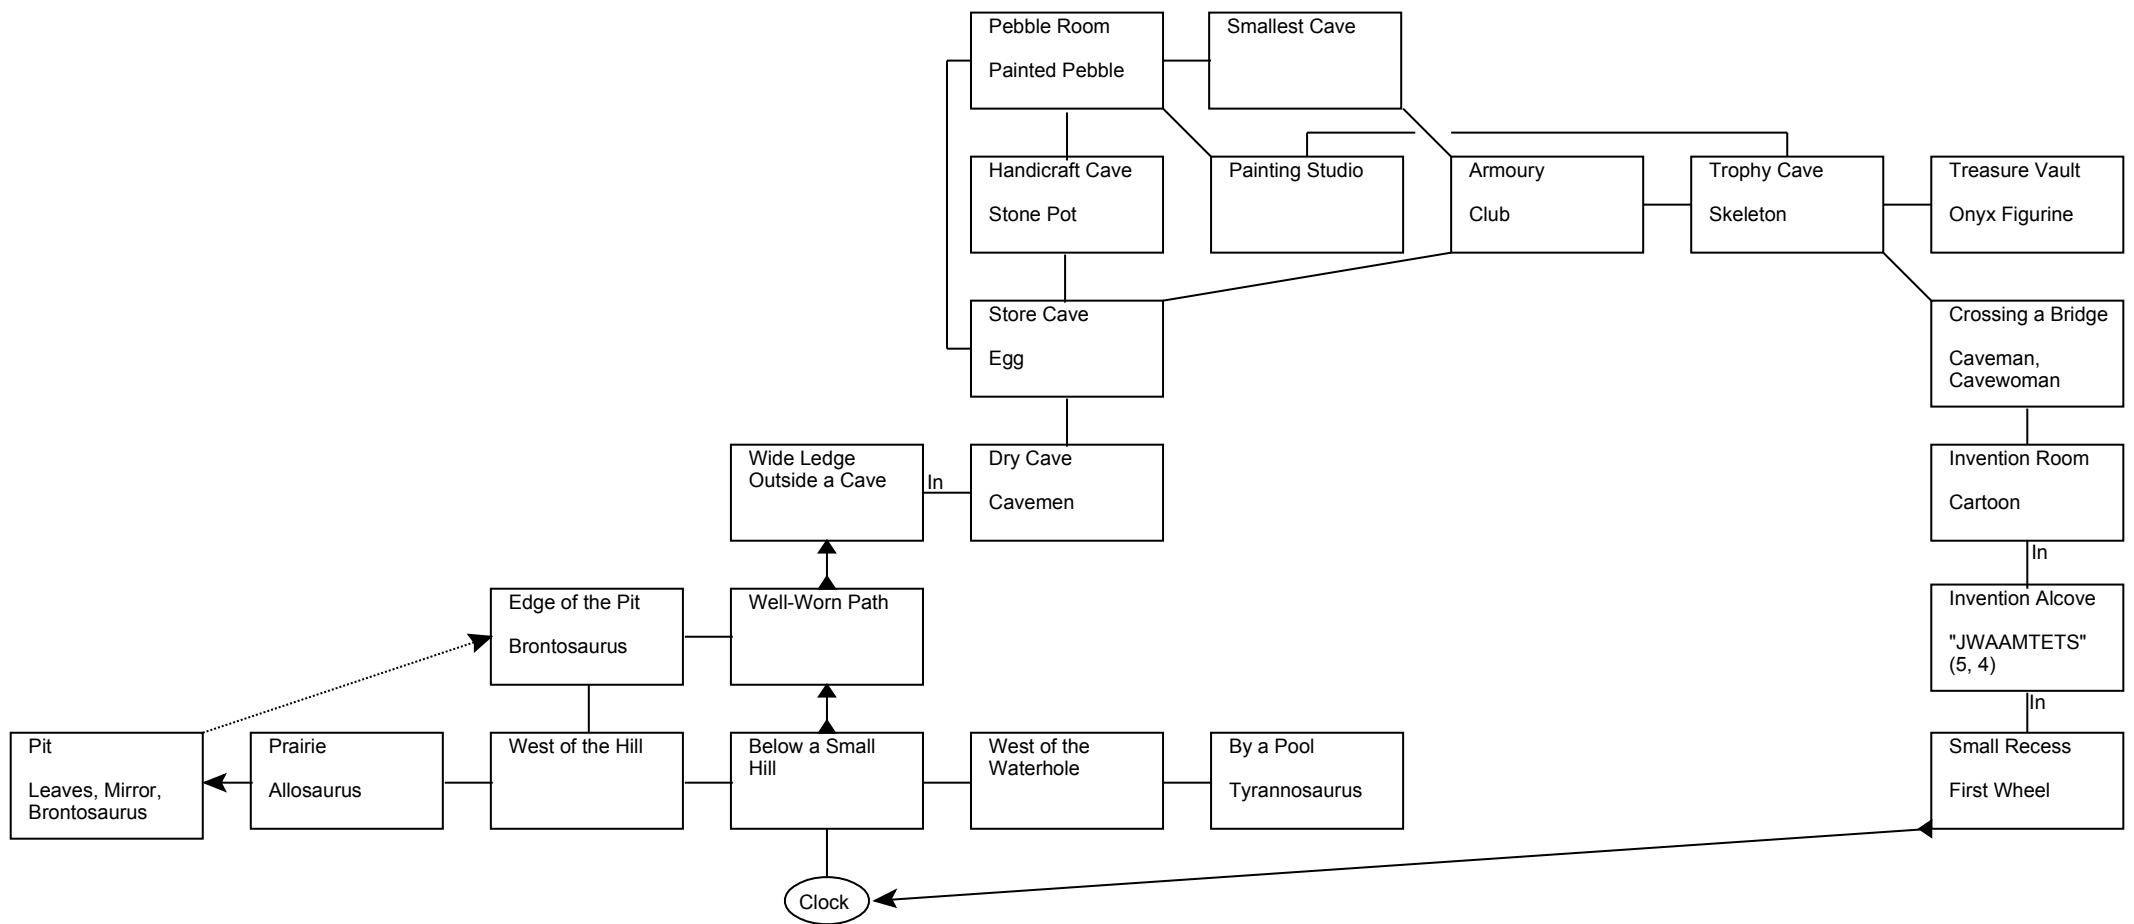 Pebble Room
Painted Pebble
Smallest Cave
Handicraft Cave
Stone Pot
Painting Studio
Armoury
Club
Trophy Cave
Skeleton
Treasure Vault
Onyx Figurine
Store Cave
Egg
Crossing a Bridge
Caveman,
Cavewoman
Wide Ledge
Outside a Cave
In
Dry Cave
Cavemen
Invention Room
Cartoon
In
Edge of the Pit
Brontosaurus
Well-Worn Path
Invention Alcove
"JWAAMTETS"
(5, 4)
In
Pit
Leaves, Mirror,
Brontosaurus
Prairie
Allosaurus
West of the Hill
Below a Small
Hill
West of the
Waterhole
By a Pool
Tyrannosaurus
Small Recess
First Wheel
Clock